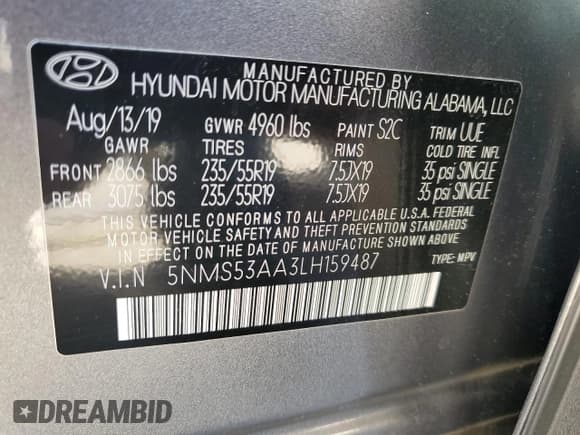 MANUFACTURED BY
HYUNDAI MOTOR MANUFACTURING ALABAMA, LLC
Aug/13/19 GVWR 4960 lbs PAINT S2C TRIM UUE
GAWR TIRES RIMS COLD TIRE INFL
FRONT 2866 lbs 235/55R19 7.5JX19 35 psi SINGLE
REAR 3075 lbs 235/55R19 7.5JX19 35 psi SINGLE
THIS VEHICLE CONFORMS TO ALL APPLICABLE U.S.A. FEDERAL
MOTOR VEHICLE SAFETY AND THEFT PREVENTION STANDARDS
IN EFFECT ON THE DATE OF MANUFACTURE SHOWN ABOVE.
V.I.N 5NMS53AA3LH159487 TYPE: MPV
DREAMBID